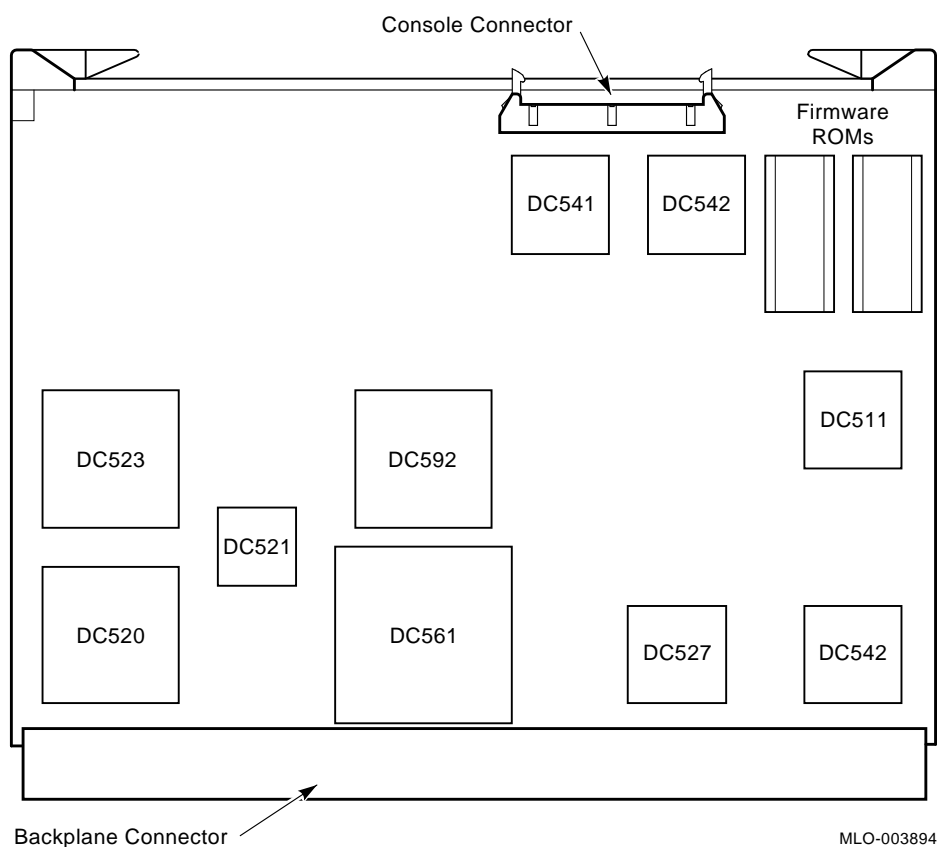 Console Connector
Firmware
ROMs
DC541
DC542
DC511
DC523
DC592
DC521
DC520
DC561
DC527
DC542
Backplane Connector
MLO-003894